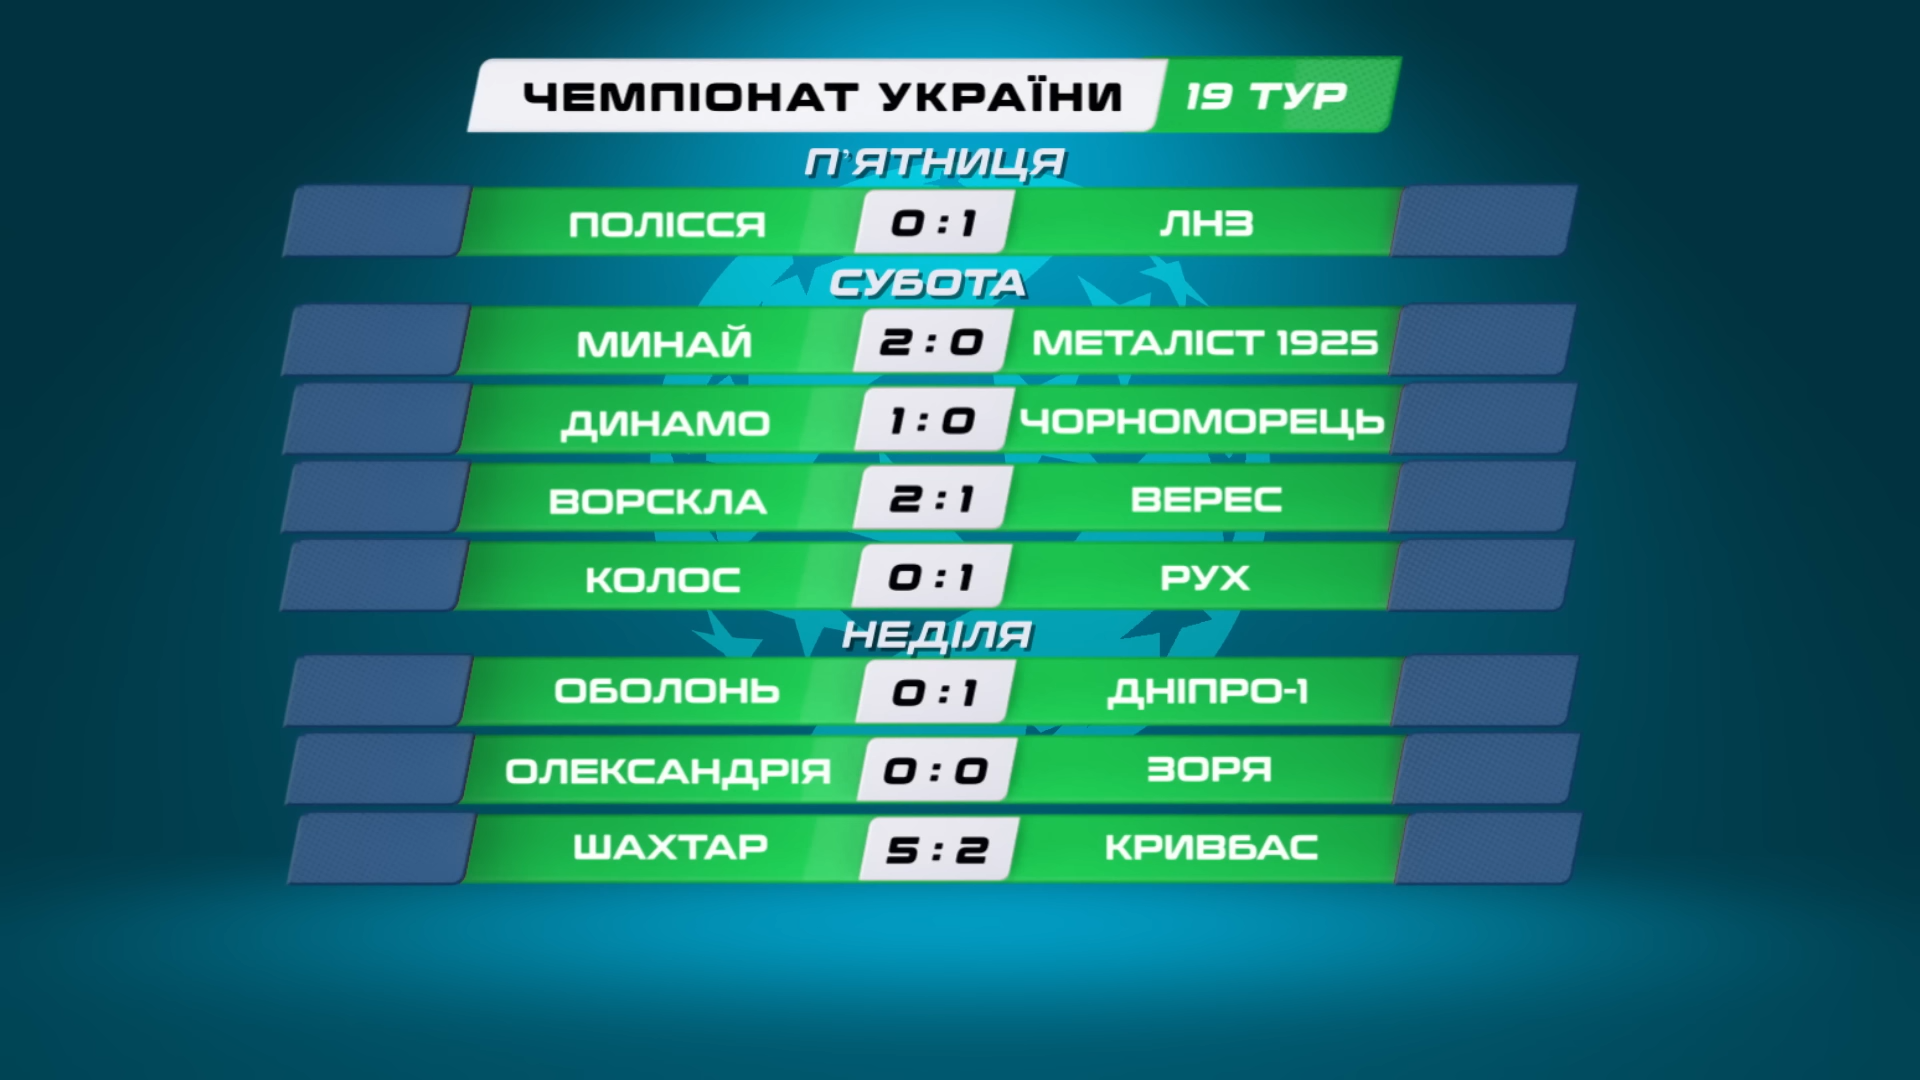 ЧЕМПІОНАТ УКРАЇНИ 19 ТУР
П'ЯТНИЦЯ
ПОЛІССЯ 0 : 1 ЛНЗ
СУБОТА
МИНАЙ 2 : 0 МЕТАЛІСТ 1925
ДИНАМО 1 : 0 ЧОРНОМОРЕЦЬ
ВОРСКЛА 2 : 1 ВЕРЕС
КОЛОС 0 : 1 РУХ
НЕДІЛЯ
ОБОЛОНЬ 0 : 1 ДНІПРО-1
ОЛЕКСАНДРІЯ 0 : 0 ЗОРЯ
ШАХТАР 5 : 2 КРИВБАС